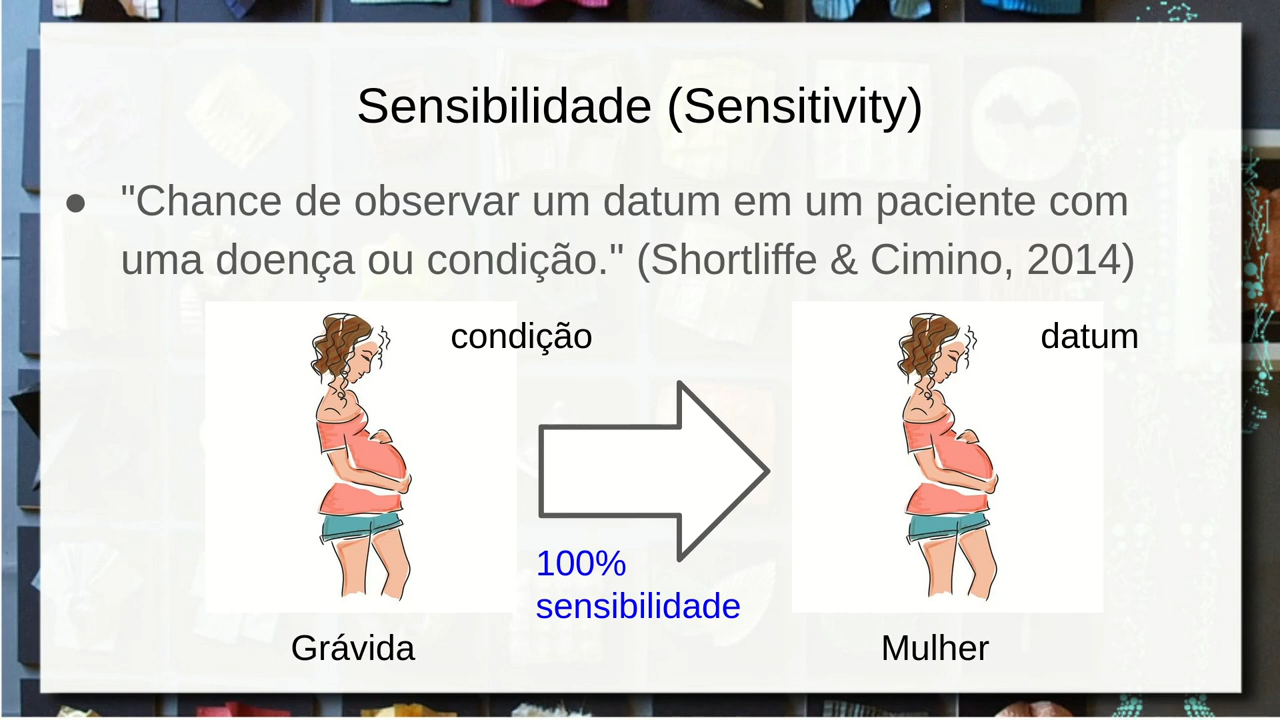 Sensibilidade (Sensitivity)
● "Chance de observar um datum em um paciente com
uma doença ou condição." (Shortliffe & Cimino, 2014)
condição
datum
100%
sensibilidade
Grávida
Mulher